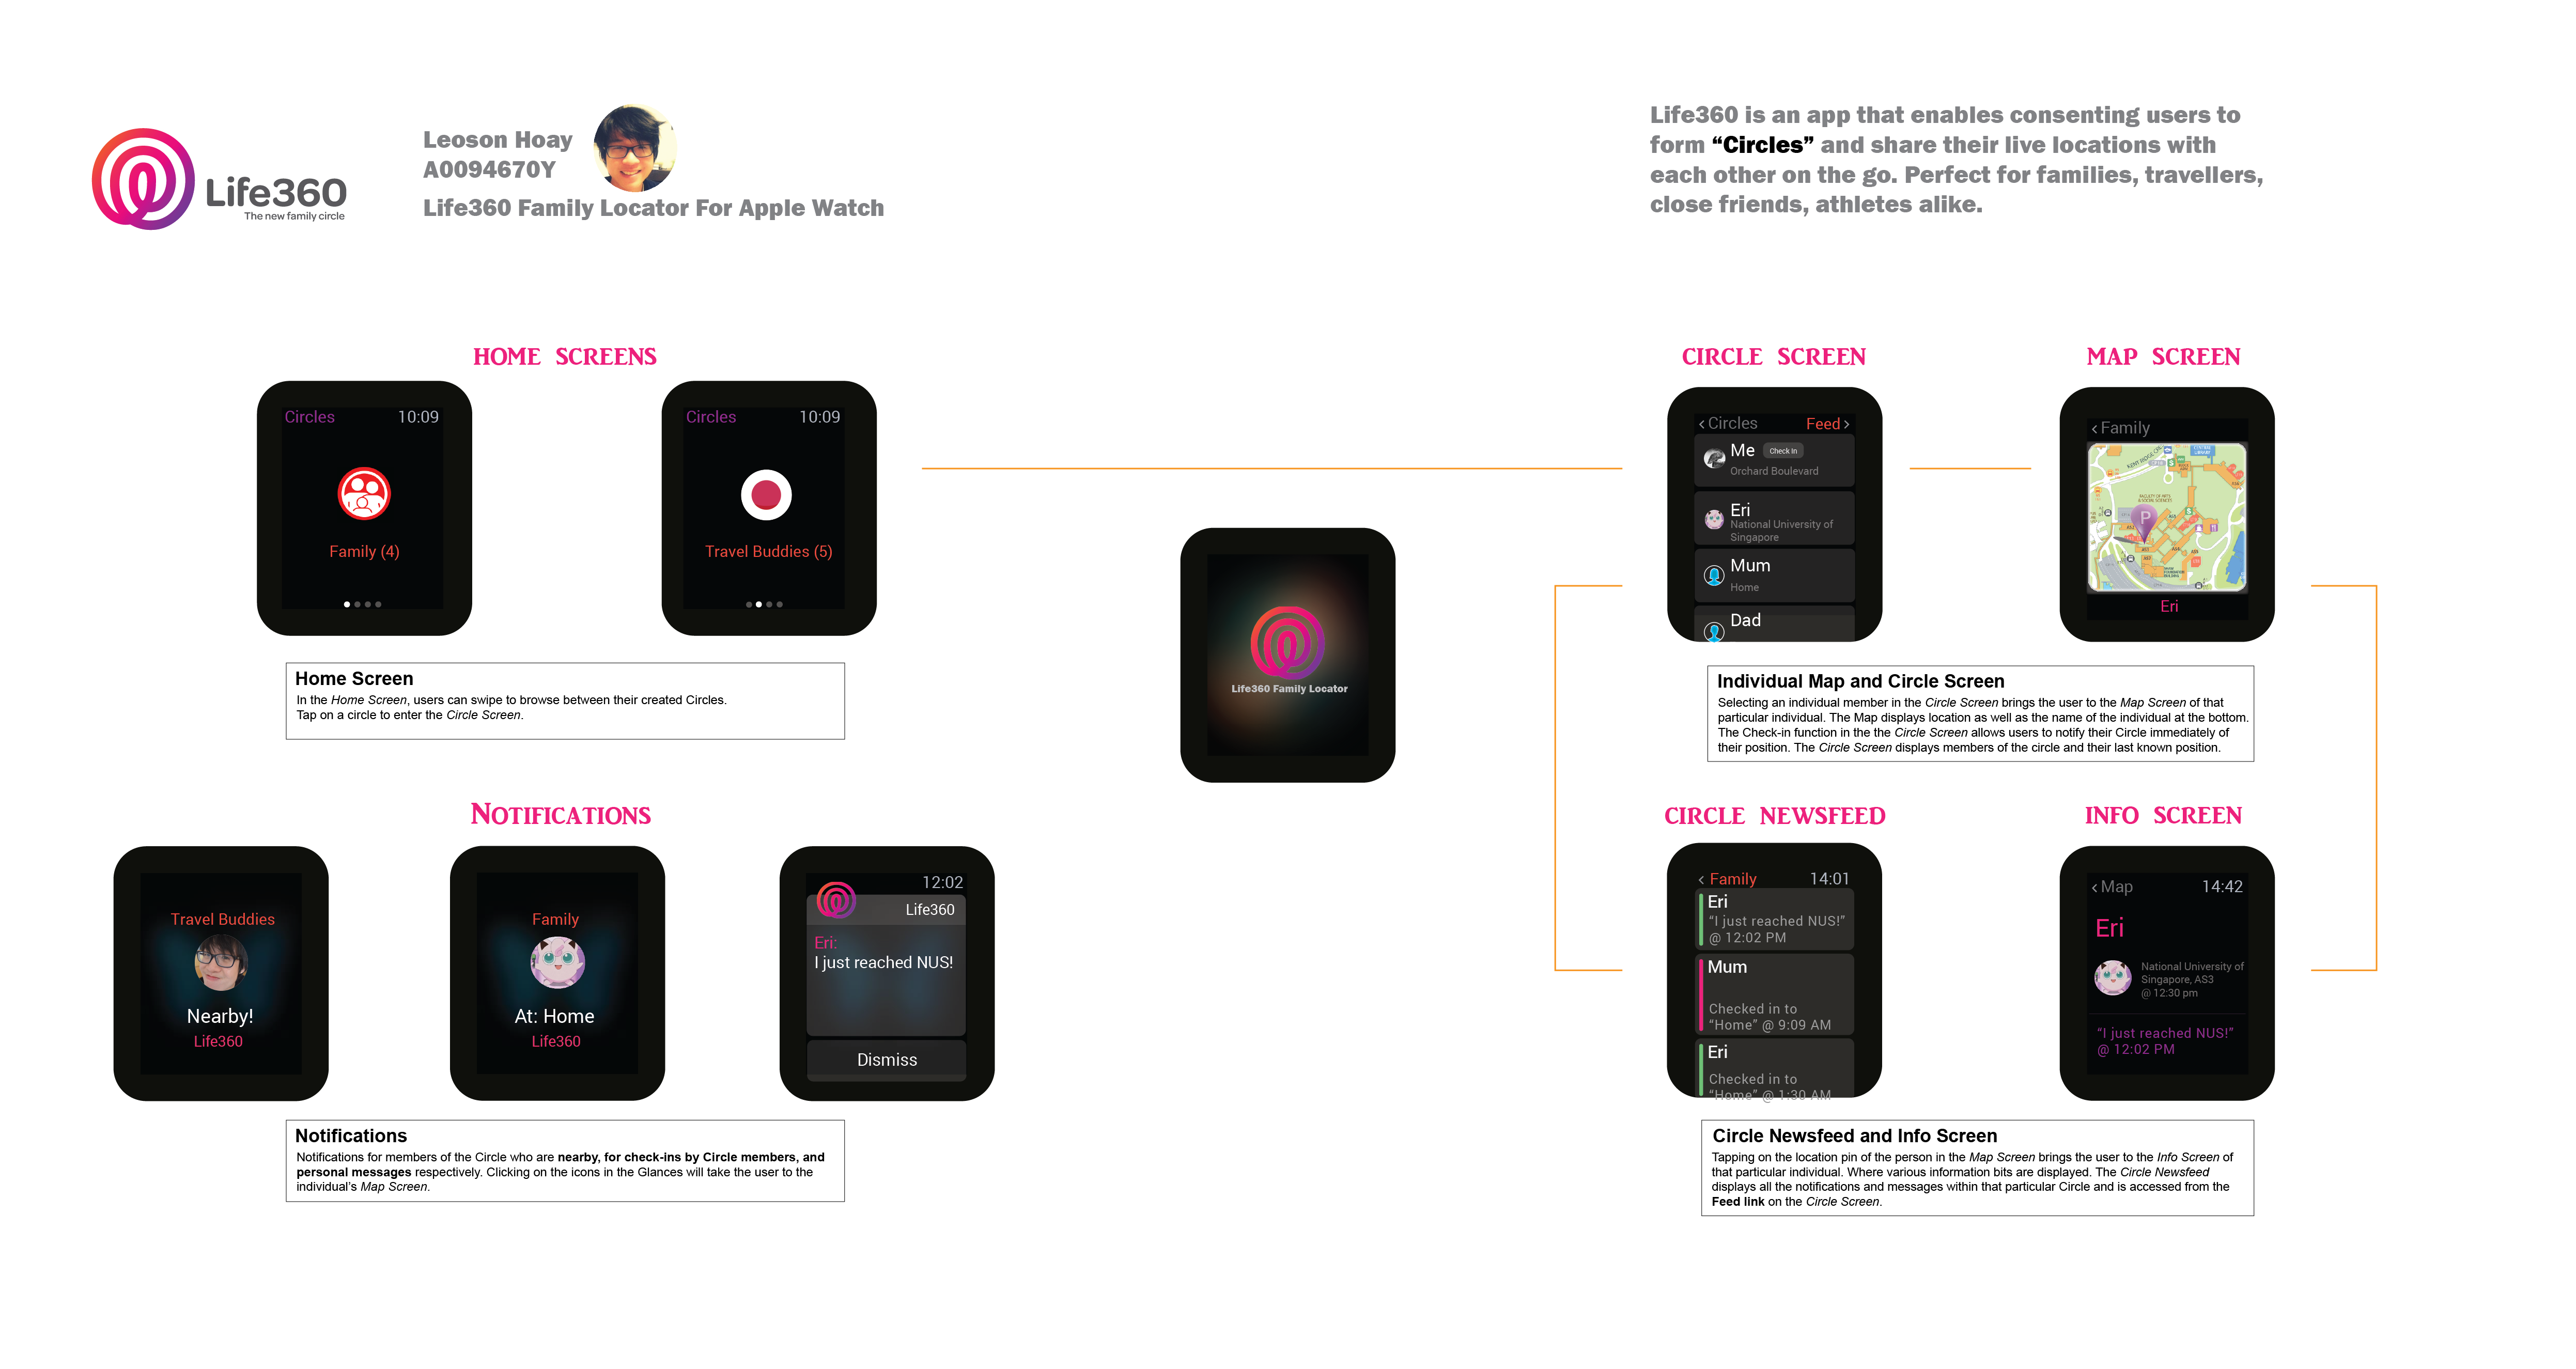 Life360
The new family circle
Leoson Hoay
A0094670Y
Life360 Family Locator For Apple Watch
Life360 is an app that enables consenting users to
form “Circles” and share their live locations with
each other on the go. Perfect for families, travellers,
close friends, athletes alike.
HOME SCREENS
Circles 10:09
Family (4)
Circles 10:09
Travel Buddies (5)
Home Screen
In the Home Screen, users can swipe to browse between their created Circles.
Tap on a circle to enter the Circle Screen.
Life360 Family Locator
CIRCLE SCREEN
< Circles Feed >
Me Check In
Orchard Boulevard
Eri
National University of
Singapore
Mum
Home
Dad
MAP SCREEN
< Family
P
Eri
Individual Map and Circle Screen
Selecting an individual member in the Circle Screen brings the user to the Map Screen of that
particular individual. The Map displays location as well as the name of the individual at the bottom.
The Check-in function in the the Circle Screen allows users to notify their Circle immediately of
their position. The Circle Screen displays members of the circle and their last known position.
NOTIFICATIONS
Travel Buddies
Nearby!
Life360
Family
At: Home
Life360
12:02
Life360
Eri:
I just reached NUS!
Dismiss
Notifications
Notifications for members of the Circle who are nearby, for check-ins by Circle members, and
personal messages respectively. Clicking on the icons in the Glances will take the user to the
individual’s Map Screen.
CIRCLE NEWSFEED
< Family 14:01
Eri
“I just reached NUS!”
@ 12:02 PM
Mum
Checked in to
“Home” @ 9:09 AM
Eri
Checked in to
“Home” @ 1:30 AM
INFO SCREEN
< Map 14:42
Eri
National University of
Singapore, AS3
@ 12:30 pm
“I just reached NUS!”
@ 12:02 PM
Circle Newsfeed and Info Screen
Tapping on the location pin of the person in the Map Screen brings the user to the Info Screen of
that particular individual. Where various information bits are displayed. The Circle Newsfeed
displays all the notifications and messages within that particular Circle and is accessed from the
Feed link on the Circle Screen.